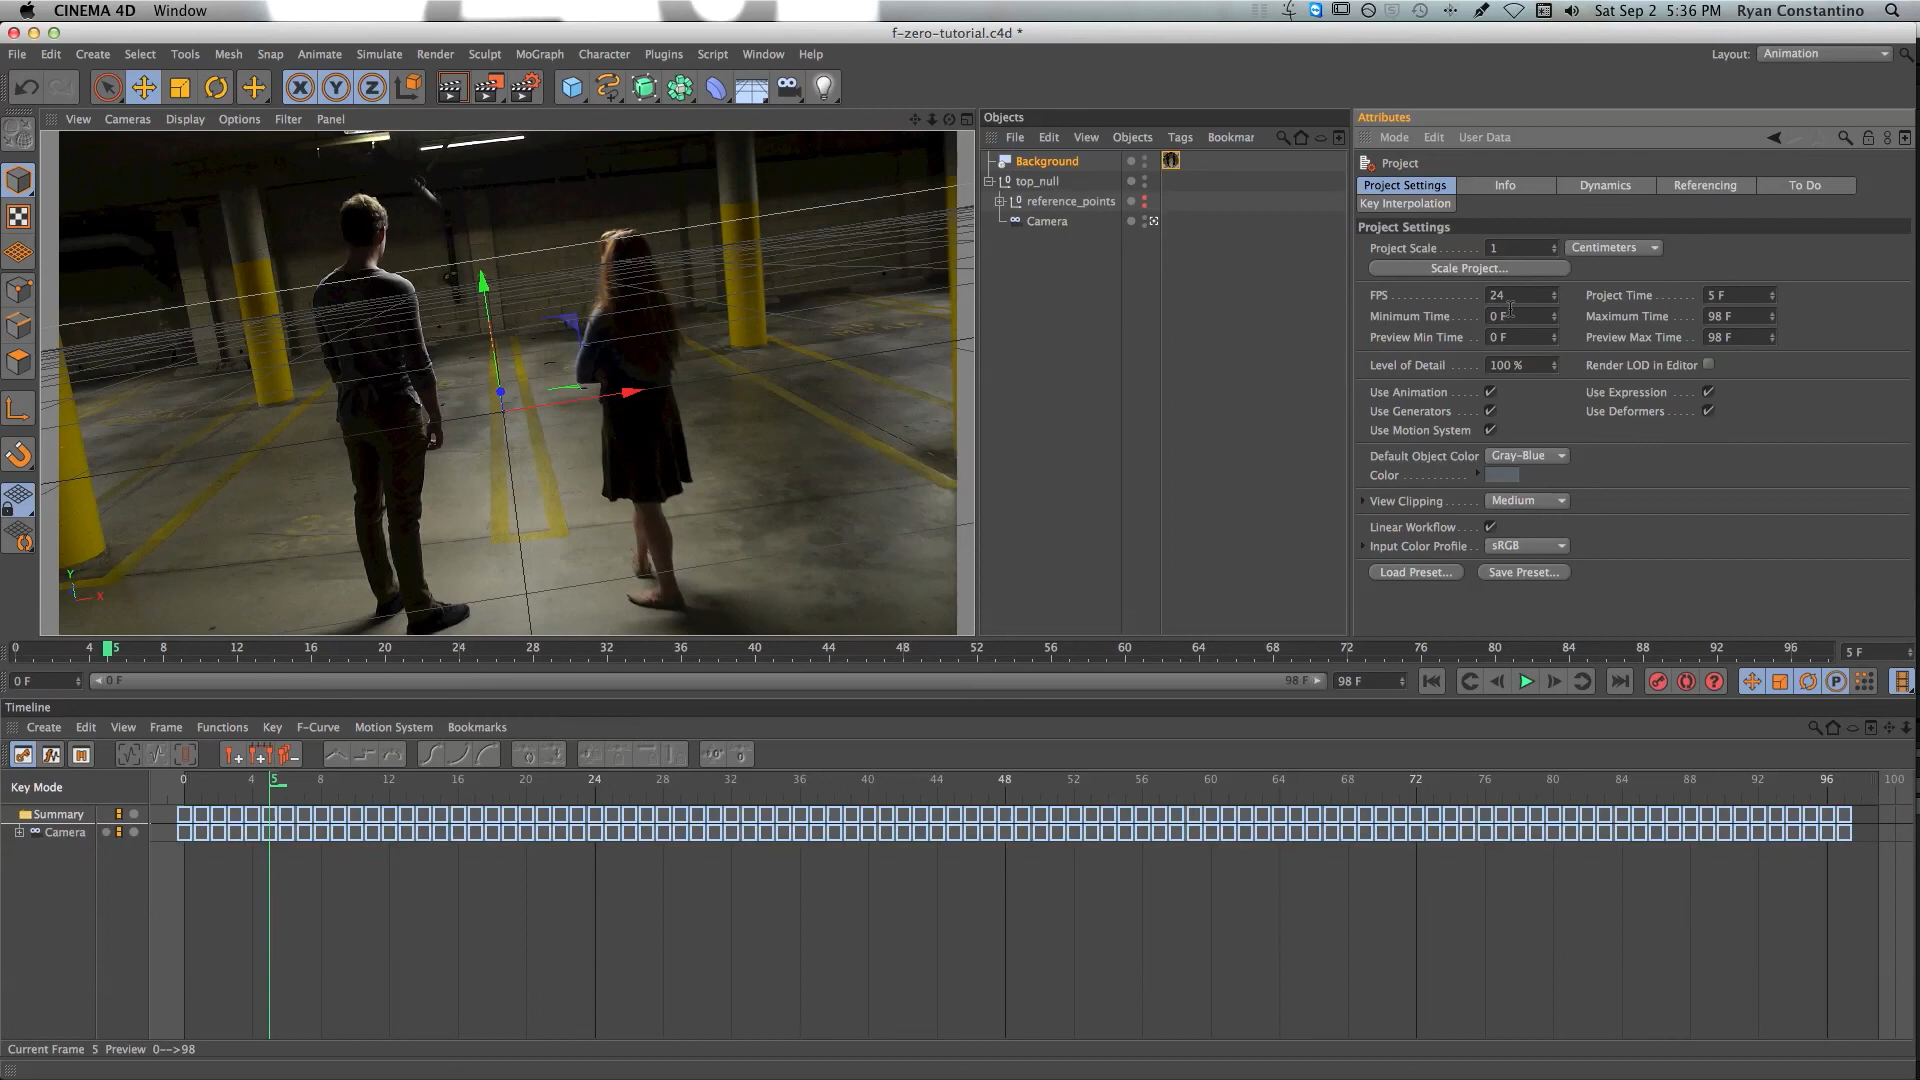 CINEMA 4D Window
Sat Sep 2 5:36 PM Ryan Constantino
f-zero-tutorial.c4d *
File Edit Create Select Tools Mesh Snap Animate Simulate Render Sculpt MoGraph Character Plugins Script Window Help
Layout: Animation
X Y Z
View Cameras Display Options Filter Panel
Objects
File Edit View Objects Tags Bookmar
Background
top_null
reference_points
Camera
Attributes
Mode Edit User Data
Project
Project Settings Info Dynamics Referencing To Do
Key Interpolation
Project Settings
Project Scale 1 Centimeters
Scale Project...
FPS 24 Project Time 5 F
Minimum Time 0 F Maximum Time 98 F
Preview Min Time 0 F Preview Max Time 98 F
Level of Detail 100 % Render LOD in Editor
Use Animation Use Expression
Use Generators Use Deformers
Use Motion System
Default Object Color Gray-Blue
Color
View Clipping Medium
Linear Workflow
Input Color Profile sRGB
Load Preset... Save Preset...
Y
X
0 4 5 8 12 16 20 24 28 32 36 40 44 48 52 56 60 64 68 72 76 80 84 88 92 96 5 F
0 F 0 F 98 F 98 F
Timeline
Create Edit View Frame Functions Key F-Curve Motion System Bookmarks
Key Mode
0 4 5 8 12 16 20 24 28 32 36 40 44 48 52 56 60 64 68 72 76 80 84 88 92 96 100
Summary
Camera
Current Frame 5 Preview 0-->98